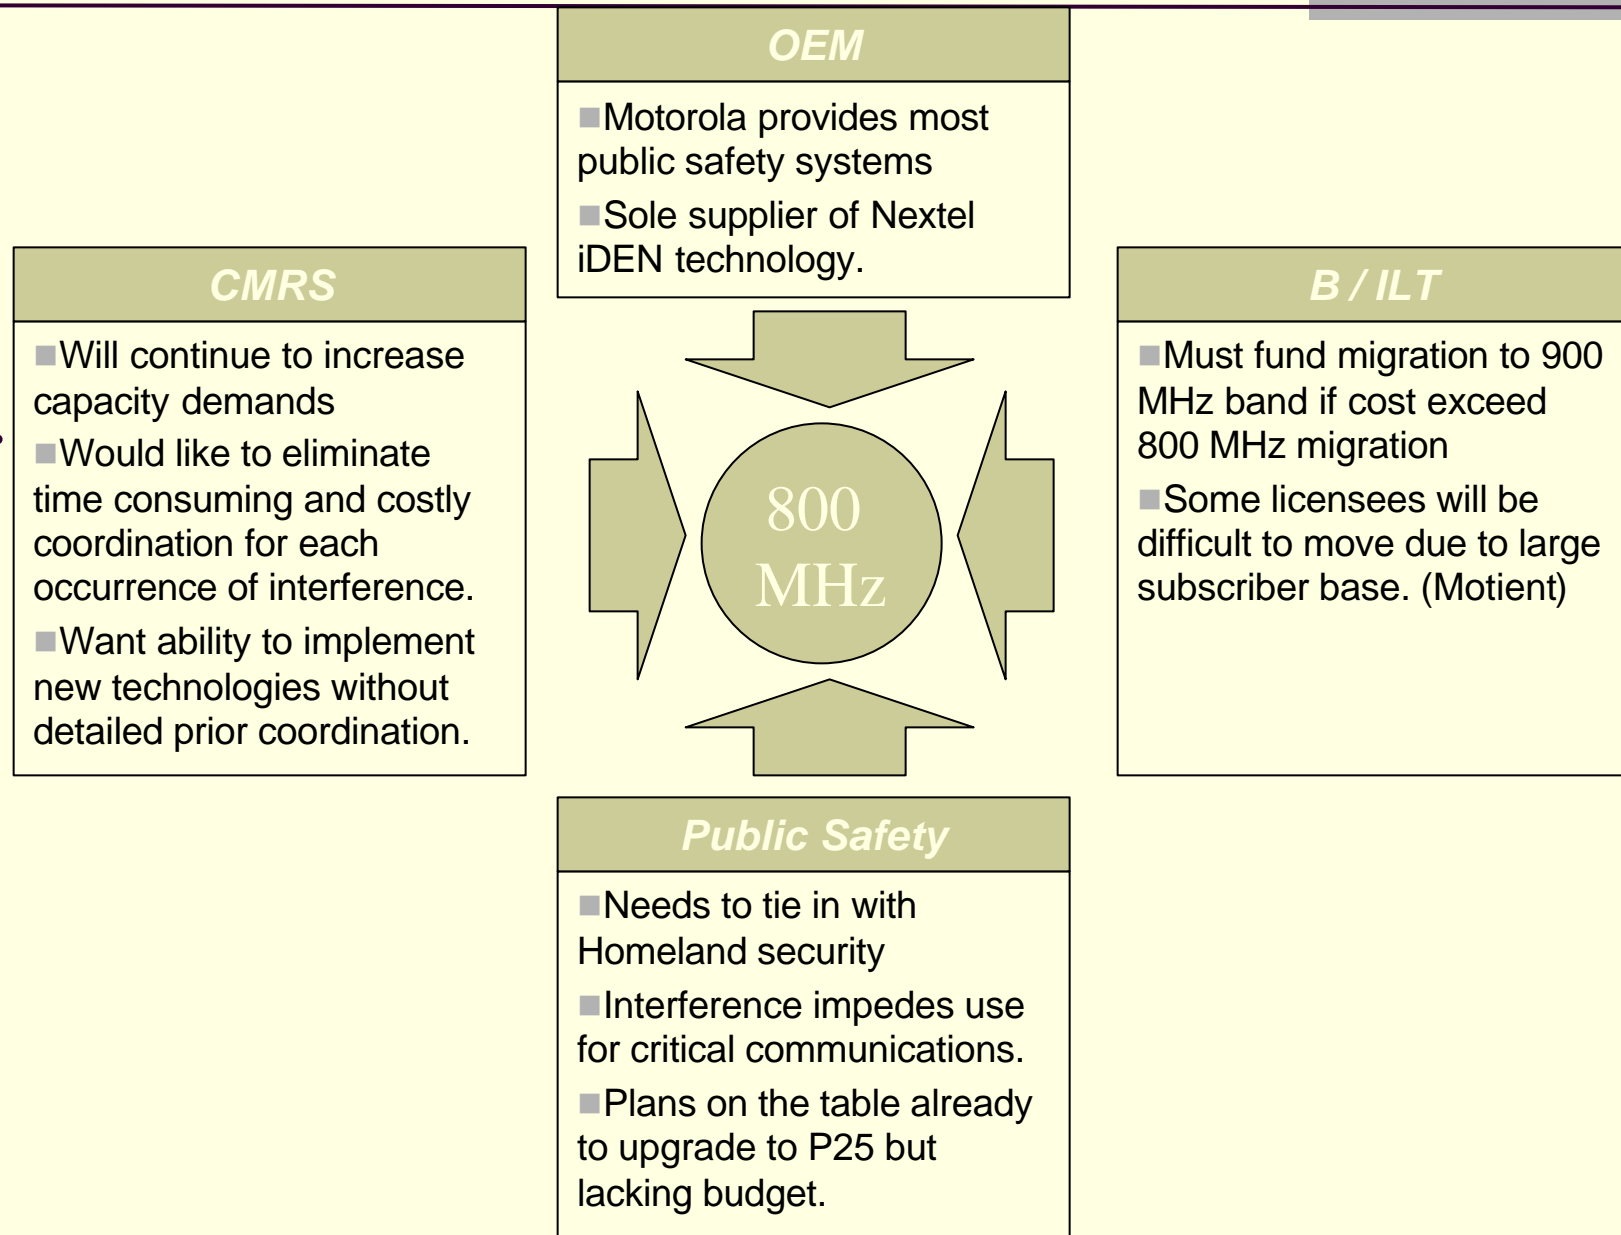 OEM
■Motorola provides most
public safety systems
■Sole supplier of Nextel
iDEN technology.
CMRS
■Will continue to increase
capacity demands
■Would like to eliminate
time consuming and costly
coordination for each
occurrence of interference.
■Want ability to implement
new technologies without
detailed prior coordination.
800
MHz
B / ILT
■Must fund migration to 900
MHz band if cost exceed
800 MHz migration
■Some licensees will be
difficult to move due to large
subscriber base. (Motient)
Public Safety
■Needs to tie in with
Homeland security
■Interference impedes use
for critical communications.
■Plans on the table already
to upgrade to P25 but
lacking budget.